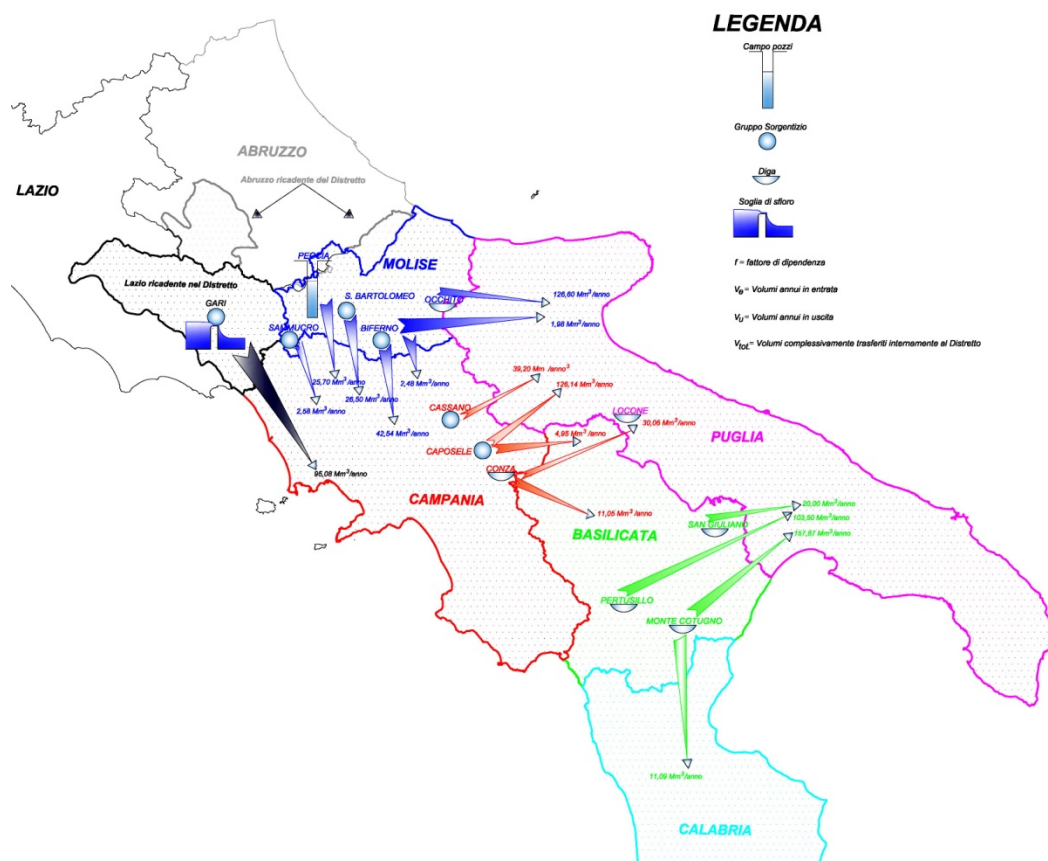 LEGENDA
Campo pozzi
Gruppo Sorgentizio
Diga
Soglia di sfioro
f = fattore di dipendenza
Ve= Volumi annui in entrata
Vu= Volumi annui in uscita
Vtot= Volumi complessivamente trasferiti internamente al Distretto
ABRUZZO
Abruzzo ricadente del Distretto
LAZIO
Lazio ricadente nel Distretto
MOLISE
PECCIA
GARI
S. BARTOLOMEO
OCCHITO
SAMMUCRO
BIFERNO
126,60 Mm³/anno
1,98 Mm³/anno
25,70 Mm³/anno
2,48 Mm³/anno
26,50 Mm³/anno
2,58 Mm³/anno
42,54 Mm³/anno
95,08 Mm³/anno
39,20 Mm /anno³
126,14 Mm³/anno
CASSANO
LOCONE
30,06 Mm³/anno
4,95 Mm³/anno
CAPOSELE
PUGLIA
CONZA
CAMPANIA
11,05 Mm³/anno
BASILICATA
20,00 Mm³/anno
103,50 Mm³/anno
SAN GIULIANO
157,67 Mm³/anno
PERTUSILLO
MONTE COTUGNO
11,09 Mm³/anno
CALABRIA